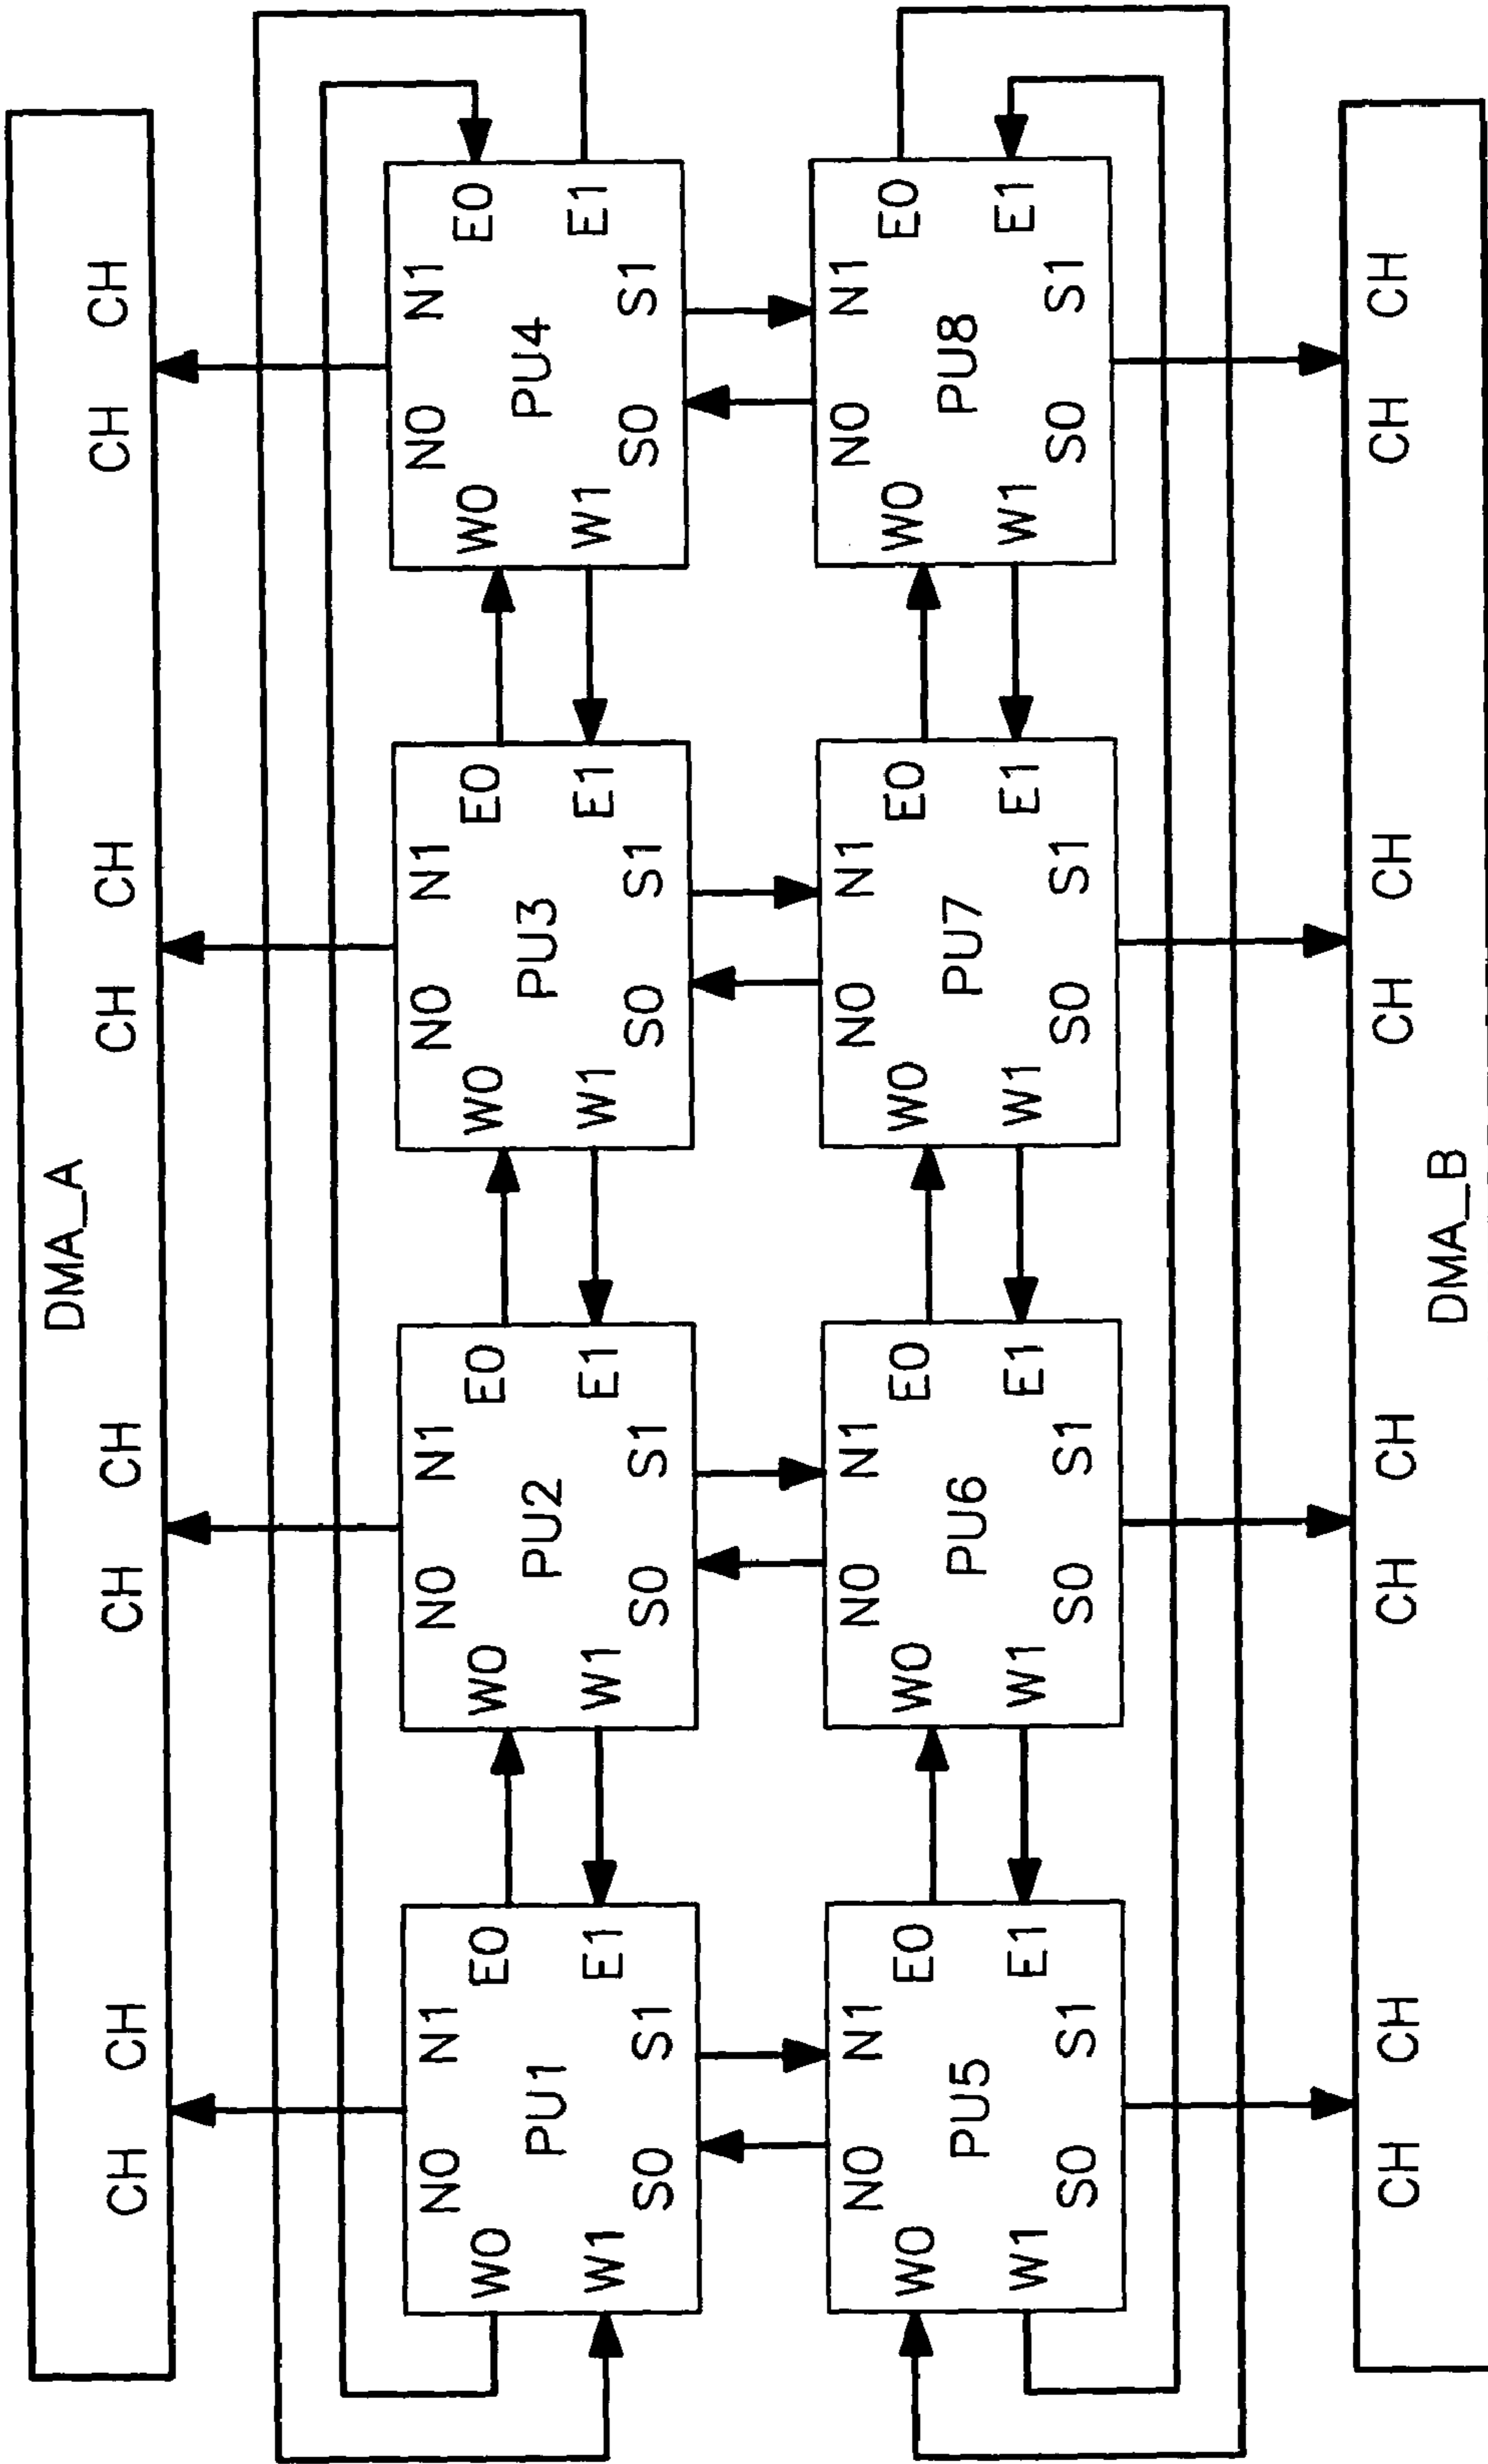 DMA_A
CH CH CH CH CH CH CH CH
N0 N1 N0 N1 N0 N1 N0 N1
W0 E0 W0 E0 W0 E0 W0 E0
PU1 PU2 PU3 PU4
W1 E1 W1 E1 W1 E1 W1 E1
S0 S1 S0 S1 S0 S1 S0 S1
N0 N1 N0 N1 N0 N1 N0 N1
W0 E0 W0 E0 W0 E0 W0 E0
PU5 PU6 PU7 PU8
W1 E1 W1 E1 W1 E1 W1 E1
S0 S1 S0 S1 S0 S1 S0 S1
CH CH CH CH CH CH CH CH
DMA_B